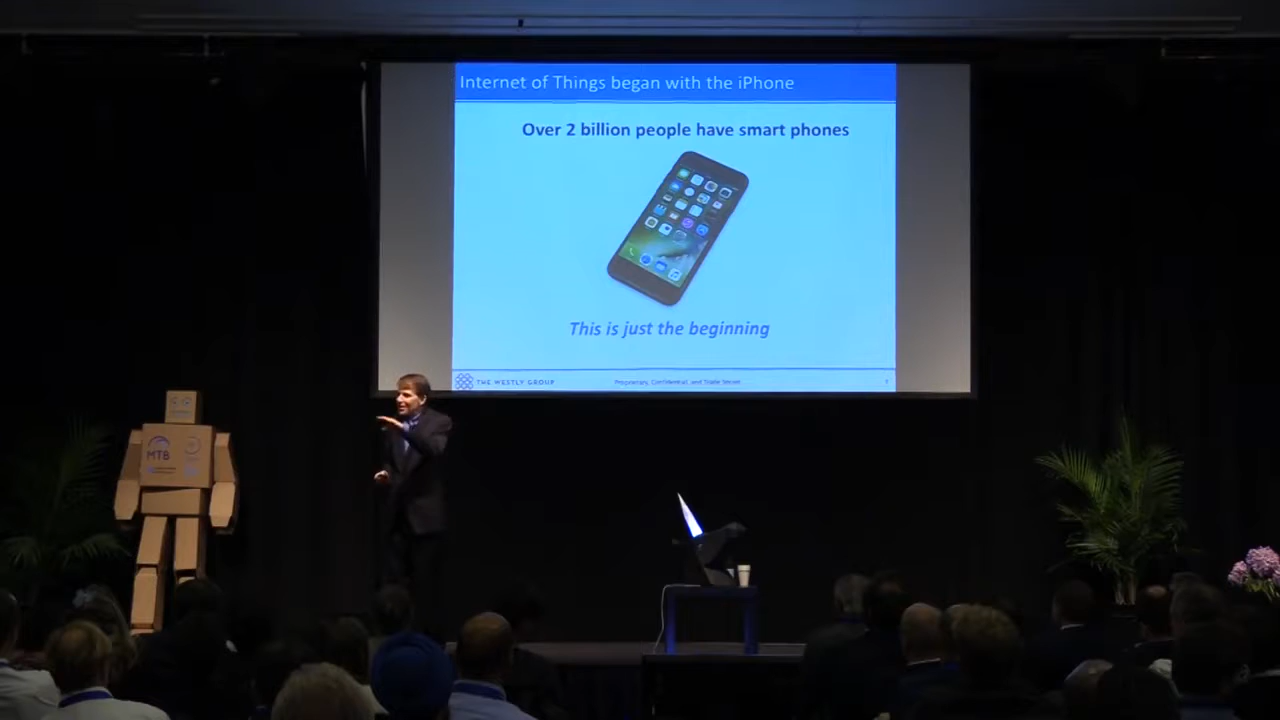 Internet of Things began with the iPhone
Over 2 billion people have smart phones
This is just the beginning
THE WESTLY GROUP
Proprietary, Confidential, and Trade Secret
MTB